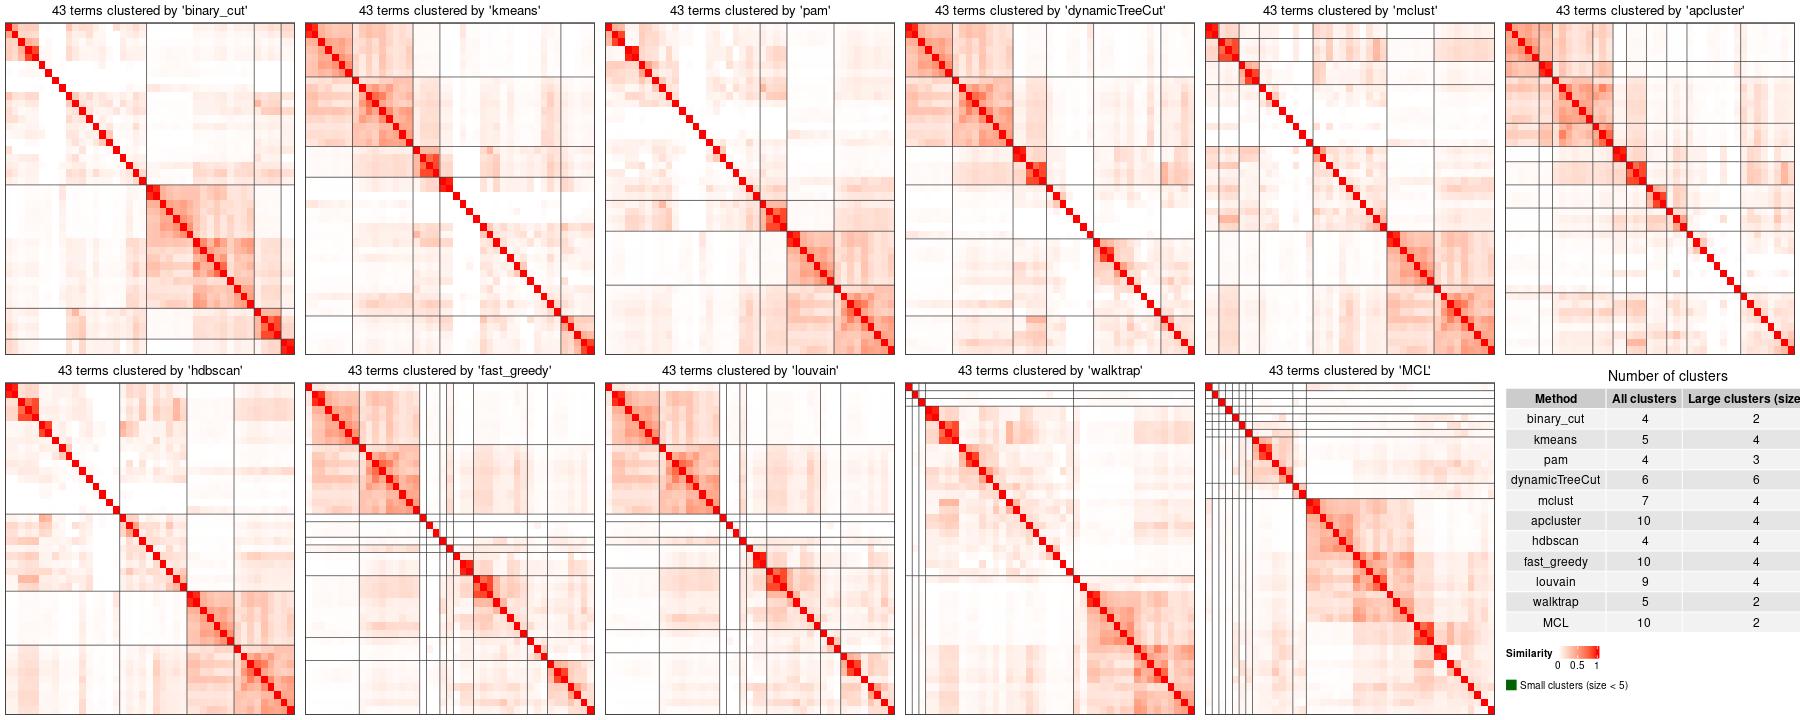 43 terms clustered by 'binary_cut'
43 terms clustered by 'kmeans'
43 terms clustered by 'pam'
43 terms clustered by 'dynamicTreeCut'
43 terms clustered by 'mclust'
43 terms clustered by 'apcluster'
43 terms clustered by 'hdbscan'
43 terms clustered by 'fast_greedy'
43 terms clustered by 'louvain'
43 terms clustered by 'walktrap'
43 terms clustered by 'MCL'
Number of clusters
Method All clusters Large clusters (size
binary_cut 4 2
kmeans 5 4
pam 4 3
dynamicTreeCut 6 6
mclust 7 4
apcluster 10 4
hdbscan 4 4
fast_greedy 10 4
louvain 9 4
walktrap 5 2
MCL 10 2
Similarity
0 0.5 1
Small clusters (size < 5)